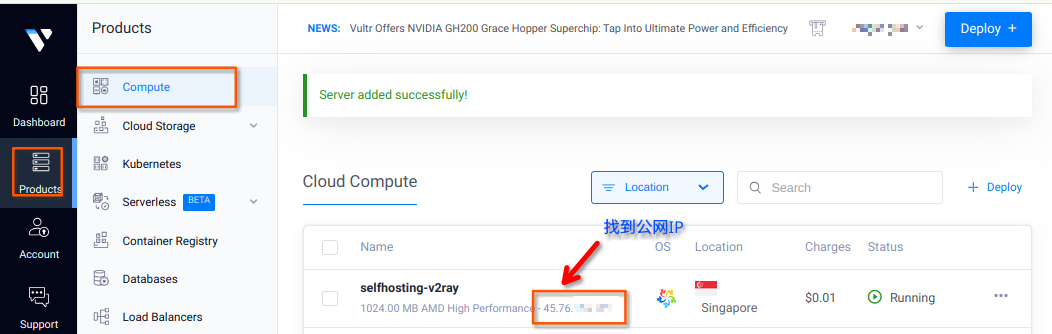 Products
NEWS: Vultr Offers NVIDIA GH200 Grace Hopper Superchip: Tap Into Ultimate Power and Efficiency
Deploy +
Dashboard
Products
Account
Support
Compute
Cloud Storage
Kubernetes
Serverless BETA
Container Registry
Databases
Load Balancers
Server added successfully!
Cloud Compute
Location
Search
+ Deploy
找到公网IP
Name OS Location Charges Status
selfhosting-v2ray
1024.00 MB AMD High Performance - 45.76.
Singapore $0.01 Running